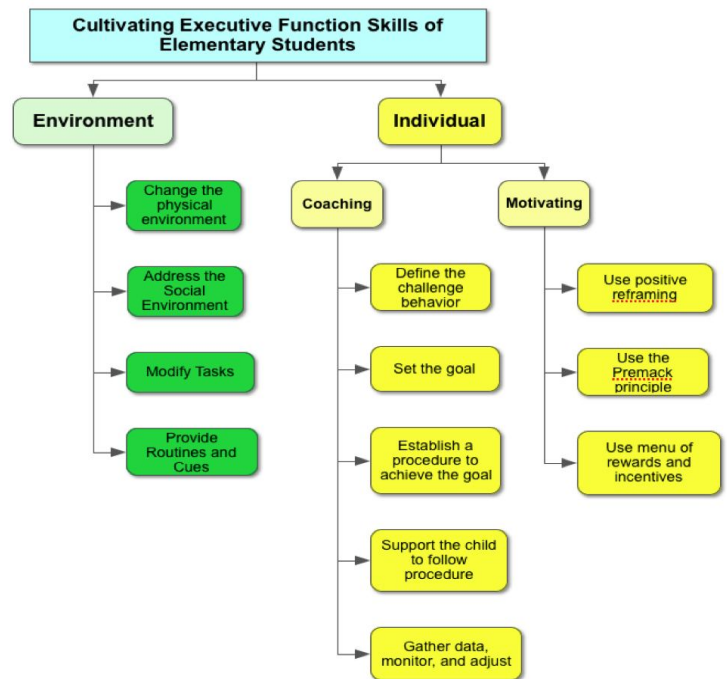 Cultivating Executive Function Skills of
Elementary Students
Environment
Individual
Change the
physical
environment
Address the
Social
Environment
Modify Tasks
Provide
Routines and
Cues
Coaching
Motivating
Define the
challenge
behavior
Set the goal
Establish a
procedure to
achieve the goal
Support the child
to follow
procedure
Gather data,
monitor, and adjust
Use positive
reframing
Use the
Premack
principle
Use menu of
rewards and
incentives